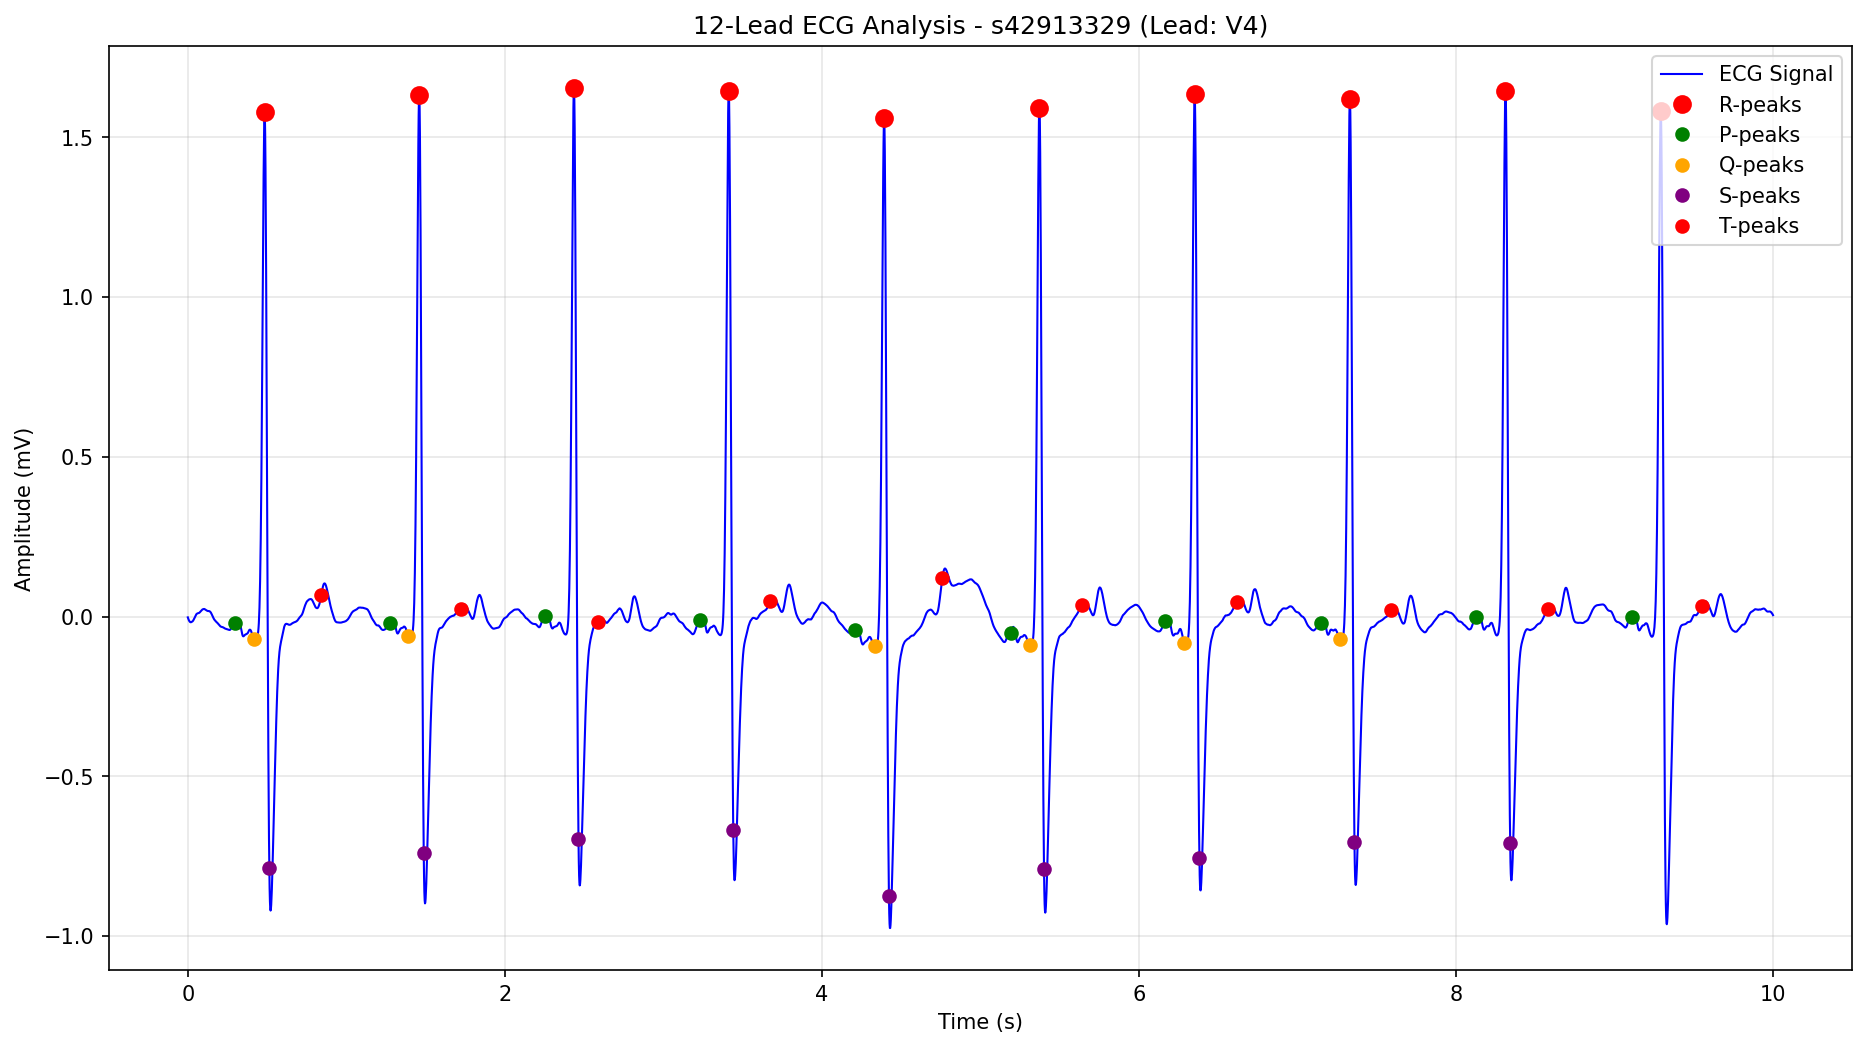 12-Lead ECG Analysis - s42913329 (Lead: V4)
ECG Signal
R-peaks
P-peaks
Q-peaks
S-peaks
T-peaks
Amplitude (mV)
1.5
1.0
0.5
0.0
−0.5
−1.0
0 2 4 6 8 10
Time (s)